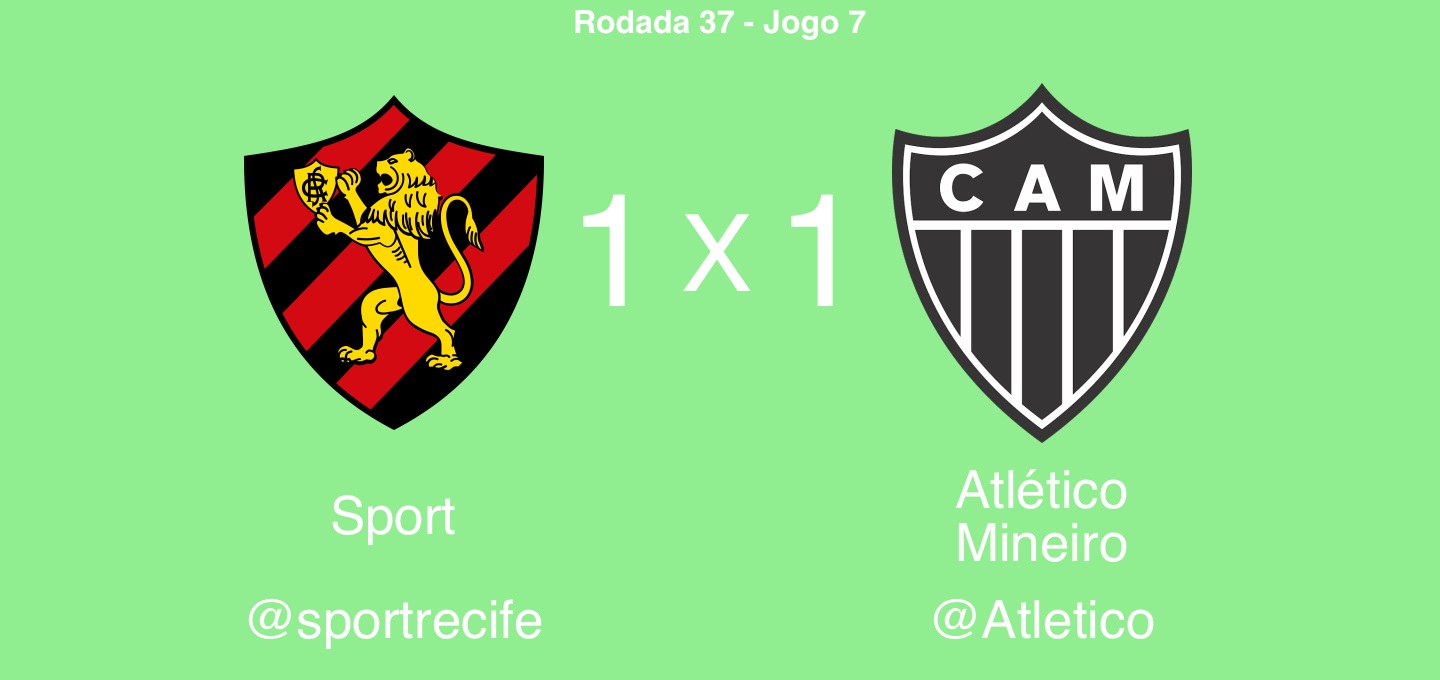 Rodada 37 - Jogo 7
1 X 1
C A M
Sport
Atlético
Mineiro
@sportrecife
@Atletico